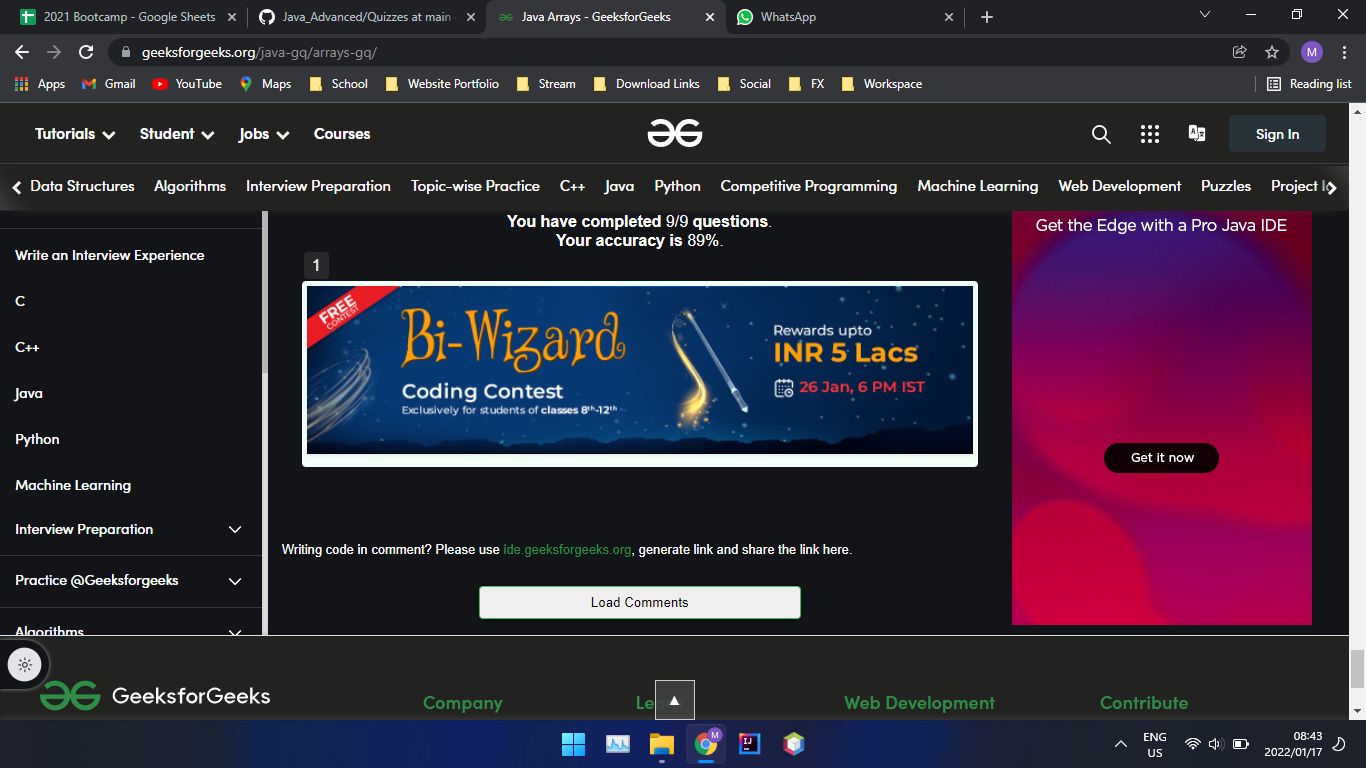 2021 Bootcamp - Google Sheets
Java_Advanced/Quizzes at main
Java Arrays - GeeksforGeeks
WhatsApp
geeksforgeeks.org/java-gq/arrays-gq/
M
Apps
Gmail
YouTube
Maps
School
Website Portfolio
Stream
Download Links
Social
FX
Workspace
Reading list
Tutorials
Student
Jobs
Courses
Sign In
Data Structures
Algorithms
Interview Preparation
Topic-wise Practice
C++
Java
Python
Competitive Programming
Machine Learning
Web Development
Puzzles
Project
Write an Interview Experience
C
C++
Java
Python
Machine Learning
Interview Preparation
Practice @Geeksforgeeks
Algorithms
You have completed 9/9 questions.
Your accuracy is 89%.
1
FREE
CONTEST
Bi-Wizard
Coding Contest
Exclusively for students of classes 8th-12th
Rewards upto
INR 5 Lacs
26 Jan, 6 PM IST
Writing code in comment? Please use ide.geeksforgeeks.org, generate link and share the link here.
Load Comments
Get the Edge with a Pro Java IDE
Get it now
GeeksforGeeks
Company
Web Development
Contribute
M
IJ
ENG
US
08:43
2022/01/17